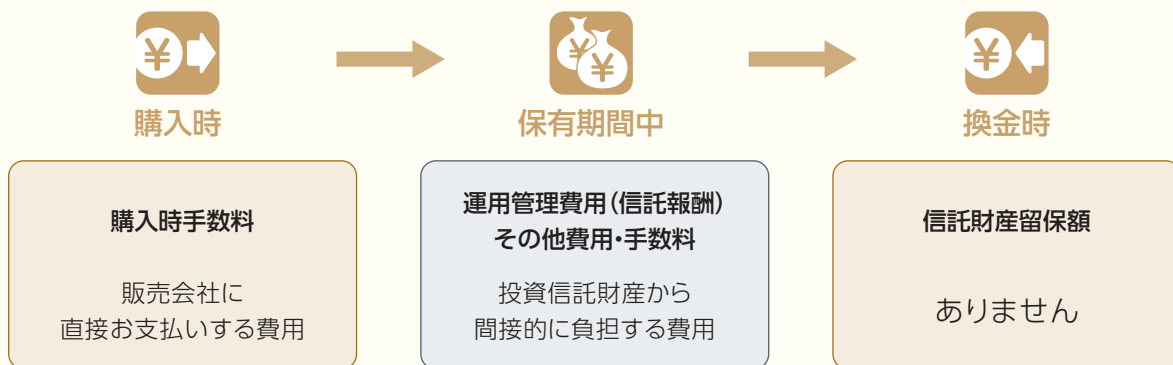 ¥
¥
¥
¥
購入時
保有期間中
換金時
購入時手数料
販売会社に
直接お支払いする費用
運用管理費用(信託報酬)
その他費用・手数料
投資信託財産から
間接的に負担する費用
信託財産留保額
ありません